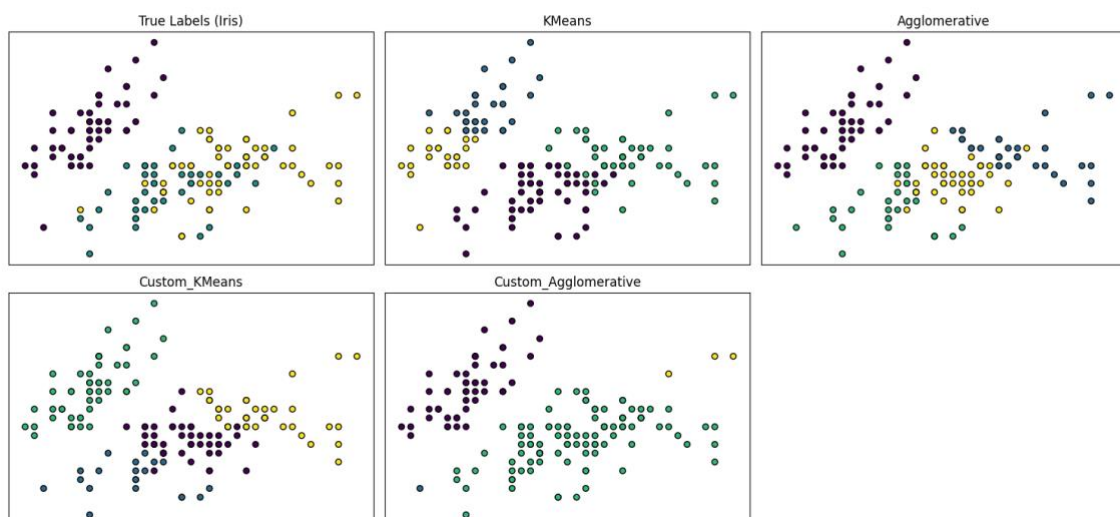 True Labels (Iris)
KMeans
Agglomerative
Custom_KMeans
Custom_Agglomerative